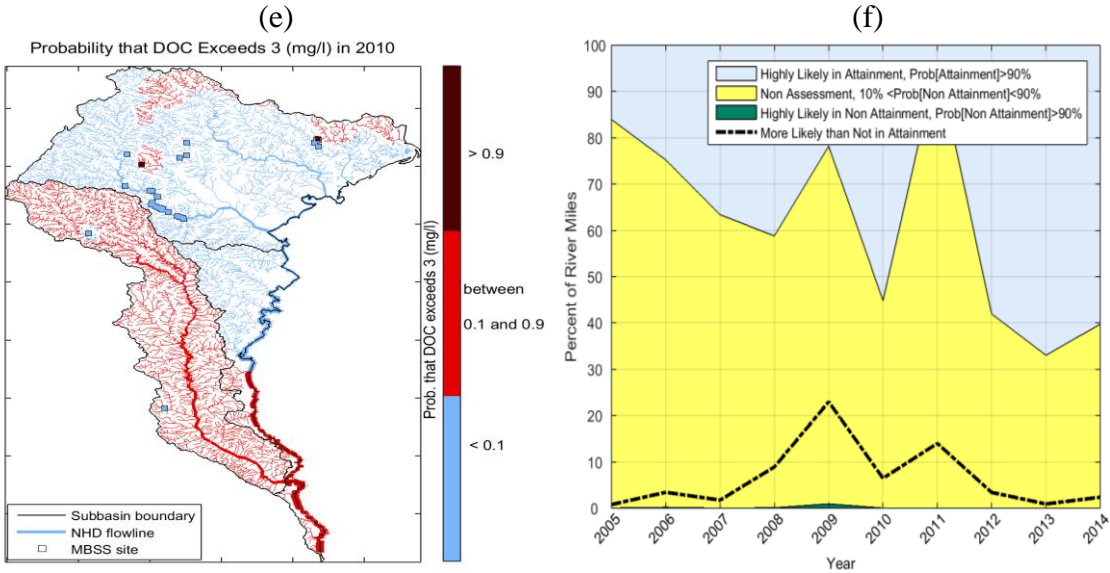 (e)
Probability that DOC Exceeds 3 (mg/l) in 2010
Subbasin boundary
NHD flowline
MBSS site
Prob. that DOC exceeds 3 (mg/l)
> 0.9
between
0.1 and 0.9
< 0.1
(f)
Percent of River Miles
100
90
80
70
60
50
40
30
20
10
0
Highly Likely in Attainment, Prob[Attainment]>90%
Non Assessment, 10% <Prob[Non Attainment]<90%
Highly Likely in Non Attainment, Prob[Non Attainment]>90%
More Likely than Not in Attainment
2005
2006
2007
2008
2009
2010
2011
2012
2013
2014
Year